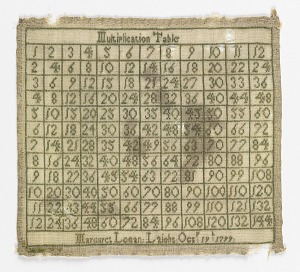 Multiplication Table
1 2 3 4 5 6 7 8 9 10 11 12
2 4 6 8 10 12 14 16 18 20 22 24
3 6 9 12 15 18 21 24 27 30 33 36
4 8 12 16 20 24 28 32 36 40 44 48
5 10 15 20 25 30 35 40 45 50 55 60
6 12 18 24 30 36 42 48 54 60 66 72
7 14 21 28 35 42 49 56 63 70 77 84
8 16 24 32 40 48 56 64 72 80 88 96
9 18 27 36 45 54 63 72 81 90 99 108
10 20 30 40 50 60 70 80 90 100 110 120
11 22 33 44 55 66 77 88 99 110 121 132
12 24 36 48 60 72 84 96 108 120 132 144
Margaret Logan: 19 1799